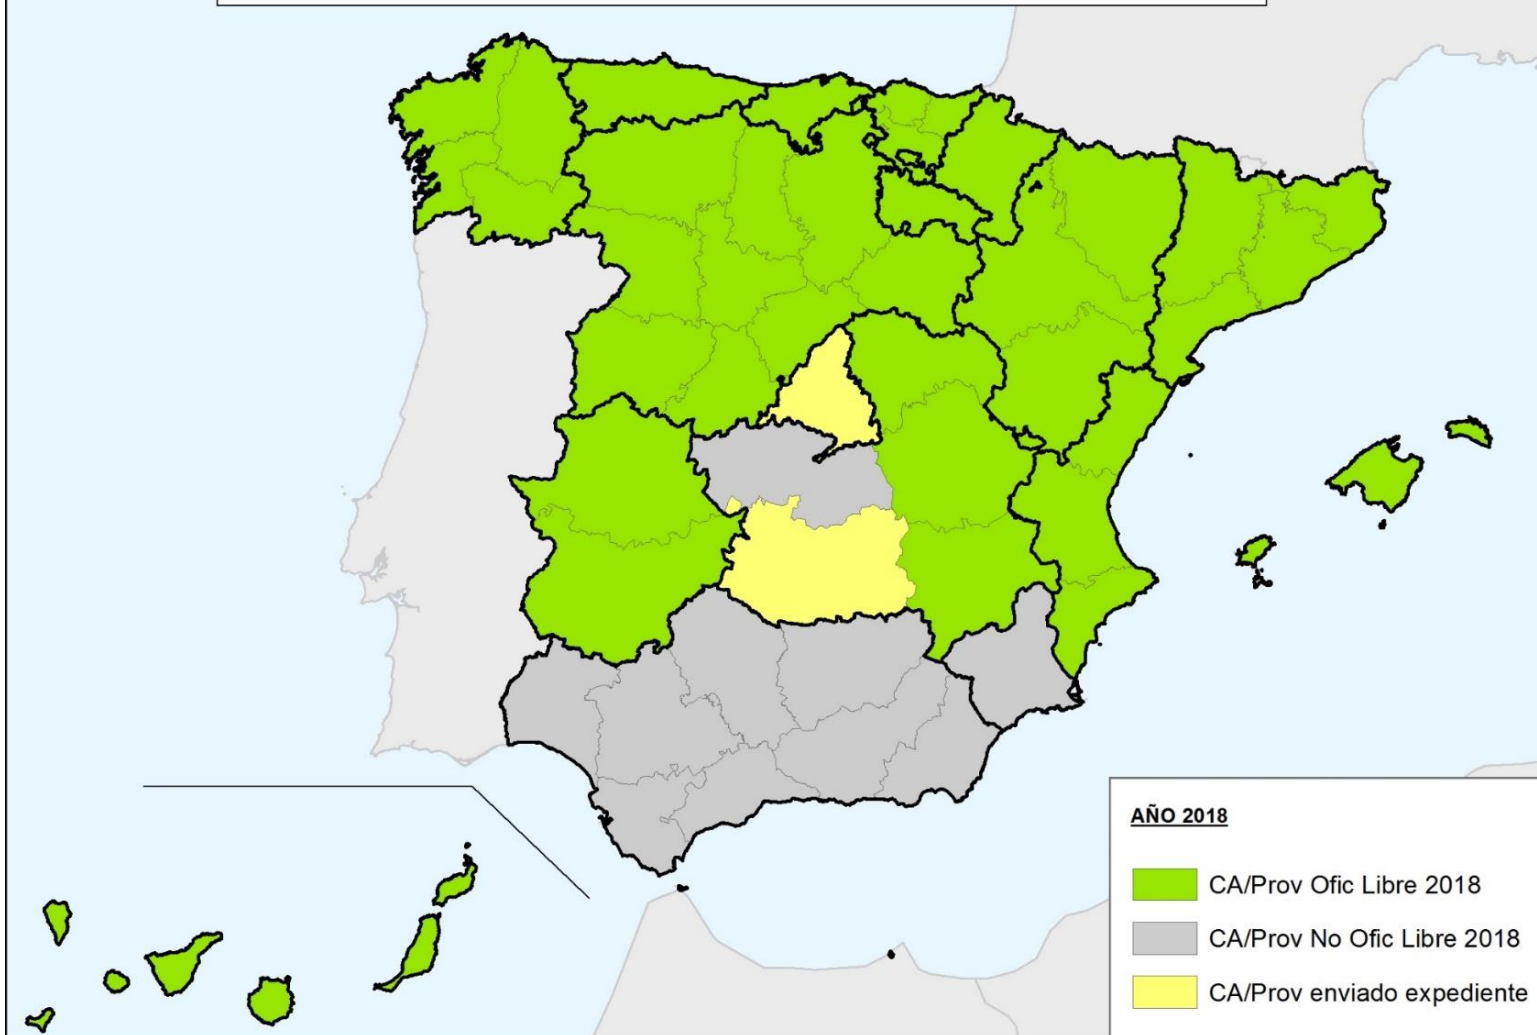 AÑO 2018
CA/Prov Ofic Libre 2018
CA/Prov No Ofic Libre 2018
CA/Prov enviado expediente